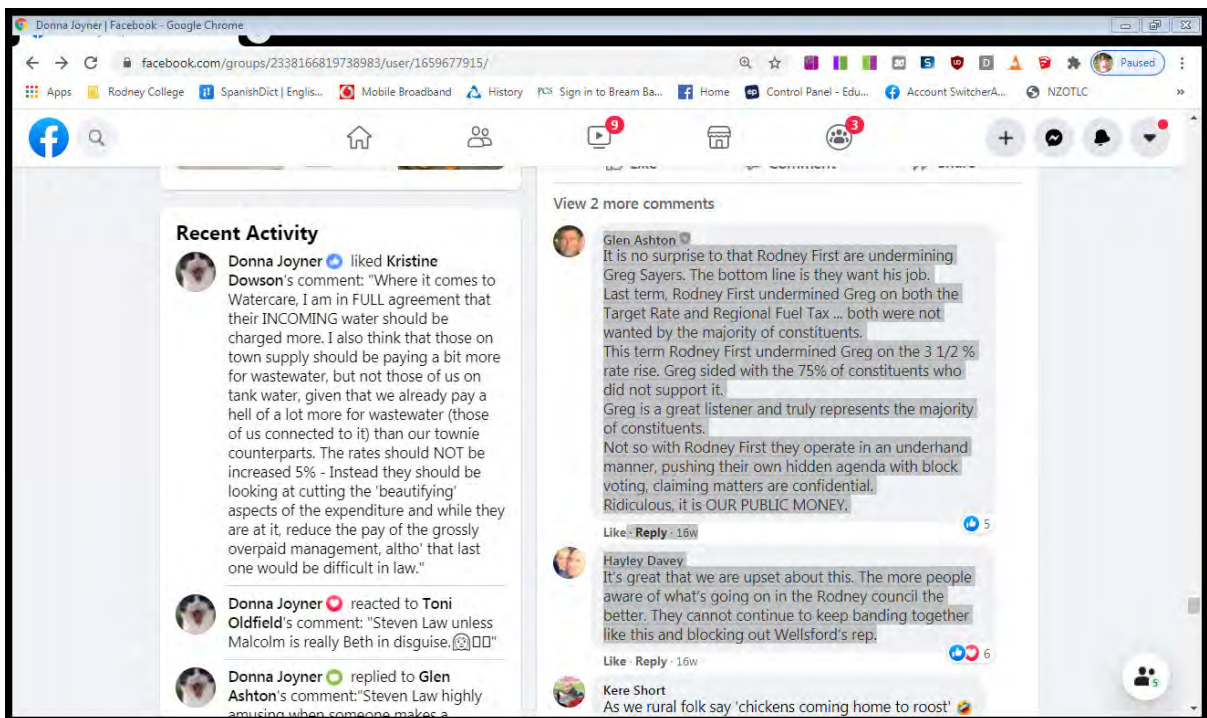 Donna Joyner | Facebook - Google Chrome
facebook.com/groups/2338166819738983/user/1659677915/
Paused
Apps
Rodney College
SpanishDict | Englis...
Mobile Broadband
History
PCS Sign in to Bream Ba...
Home
Control Panel - Edu...
Account SwitcherA...
NZOTLC
»
9
3
Like
Comment
Share
Recent Activity
Donna Joyner liked Kristine
Dowson's comment: "Where it comes to
Watercare, I am in FULL agreement that
their INCOMING water should be
charged more. I also think that those on
town supply should be paying a bit more
for wastewater, but not those of us on
tank water, given that we already pay a
hell of a lot more for wastewater (those
of us connected to it) than our townie
counterparts. The rates should NOT be
increased 5% - Instead they should be
looking at cutting the 'beautifying'
aspects of the expenditure and while they
are at it, reduce the pay of the grossly
overpaid management, altho' that last
one would be difficult in law."
Donna Joyner reacted to Toni
Oldfield's comment: "Steven Law unless
Malcolm is really Beth in disguise."
Donna Joyner replied to Glen
Ashton's comment:"Steven Law highly
amusing when someone makes a
View 2 more comments
Glen Ashton
It is no surprise to that Rodney First are undermining
Greg Sayers. The bottom line is they want his job.
Last term, Rodney First undermined Greg on both the
Target Rate and Regional Fuel Tax ... both were not
wanted by the majority of constituents.
This term Rodney First undermined Greg on the 3 1/2 %
rate rise. Greg sided with the 75% of constituents who
did not support it.
Greg is a great listener and truly represents the majority
of constituents.
Not so with Rodney First they operate in an underhand
manner, pushing their own hidden agenda with block
voting, claiming matters are confidential.
Ridiculous, it is OUR PUBLIC MONEY.
5
Like · Reply · 16w
Hayley Davey
It's great that we are upset about this. The more people
aware of what's going on in the Rodney council the
better. They cannot continue to keep banding together
like this and blocking out Wellsford's rep.
6
Like · Reply · 16w
Kere Short
As we rural folk say 'chickens coming home to roost' 🤣
5